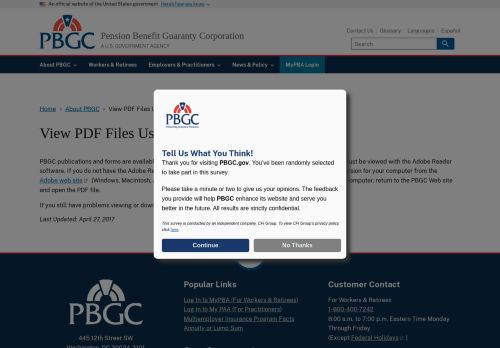 An official website of the United States government Here's how you know
PBGC
Pension Benefit Guaranty Corporation
A U.S. GOVERNMENT AGENCY
Contact Us Glossary Languages Español
Search
About PBGC Workers & Retirees Employers & Practitioners News & Policy MyPBA Login
Home About PBGC View PDF Files
View PDF Files
PBGC publications and forms are available
must be viewed with the Adobe Reader
software. If you do not have the Adobe
for your computer from the
Adobe web site (Windows, Macintosh,
computer, return to the PBGC Web site
and open the PDF file.
If you still have problems viewing or
Last Updated: April 27, 2017
PBGC
Protecting America's Pensions
Tell Us What You Think!
Thank you for visiting PBGC.gov. You've been randomly selected
to take part in this survey.
Please take a minute or two to give us your opinions. The feedback
you provide will help PBGC enhance its website and serve you
better in the future. All results are strictly confidential.
This survey is conducted by an independent company, CFI Group. To view CFI Group's privacy policy
click here.
Continue
No Thanks
PBGC
445 12th Street SW
Washington, DC 20024-2101
Popular Links
Log In to MyPBA (For Workers & Retirees)
Log In to My PAA (For Practitioners)
Multiemployer Insurance Program Facts
Annuity or Lump Sum
Customer Contact
For Workers & Retirees
1-800-400-7242
8:00 a.m. to 7:00 p.m. Eastern Time Monday
Through Friday
(Except Federal Holidays)